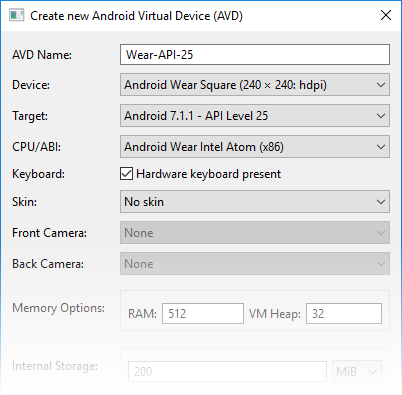 Create new Android Virtual Device (AVD)
AVD Name: Wear-API-25
Device: Android Wear Square (240 × 240: hdpi)
Target: Android 7.1.1 - API Level 25
CPU/ABI: Android Wear Intel Atom (x86)
Keyboard: Hardware keyboard present
Skin: No skin
Front Camera: None
Back Camera: None
Memory Options: RAM: 512 VM Heap: 32
Internal Storage: 200 MiB